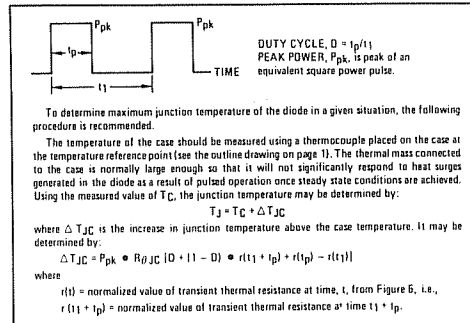 Ppk
Ppk
tp
t1
TIME
DUTY CYCLE, D = tp/t1
PEAK POWER, Ppk, is peak of an
equivalent square power pulse.
To determine maximum junction temperature of the diode in a given situation, the following
procedure is recommended.
The temperature of the case should be measured using a thermocouple placed on the case at
the temperature reference point (see the outline drawing on page 1). The thermal mass connected
to the case is normally large enough so that it will not significantly respond to heat surges
generated in the diode as a result of pulsed operation once steady state conditions are achieved.
Using the measured value of TC, the junction temperature may be determined by:
TJ = TC + ΔTJC
where Δ TJC is the increase in junction temperature above the case temperature. It may be
determined by:
Δ TJC = Ppk • RθJC [D + (1 – D) • r(t1 + tp) + r(tp) – r(t1)]
where
r(t) = normalized value of transient thermal resistance at time, t, from Figure 6, i.e.,
r (t1 + tp) = normalized value of transient thermal resistance at time t1 + tp.